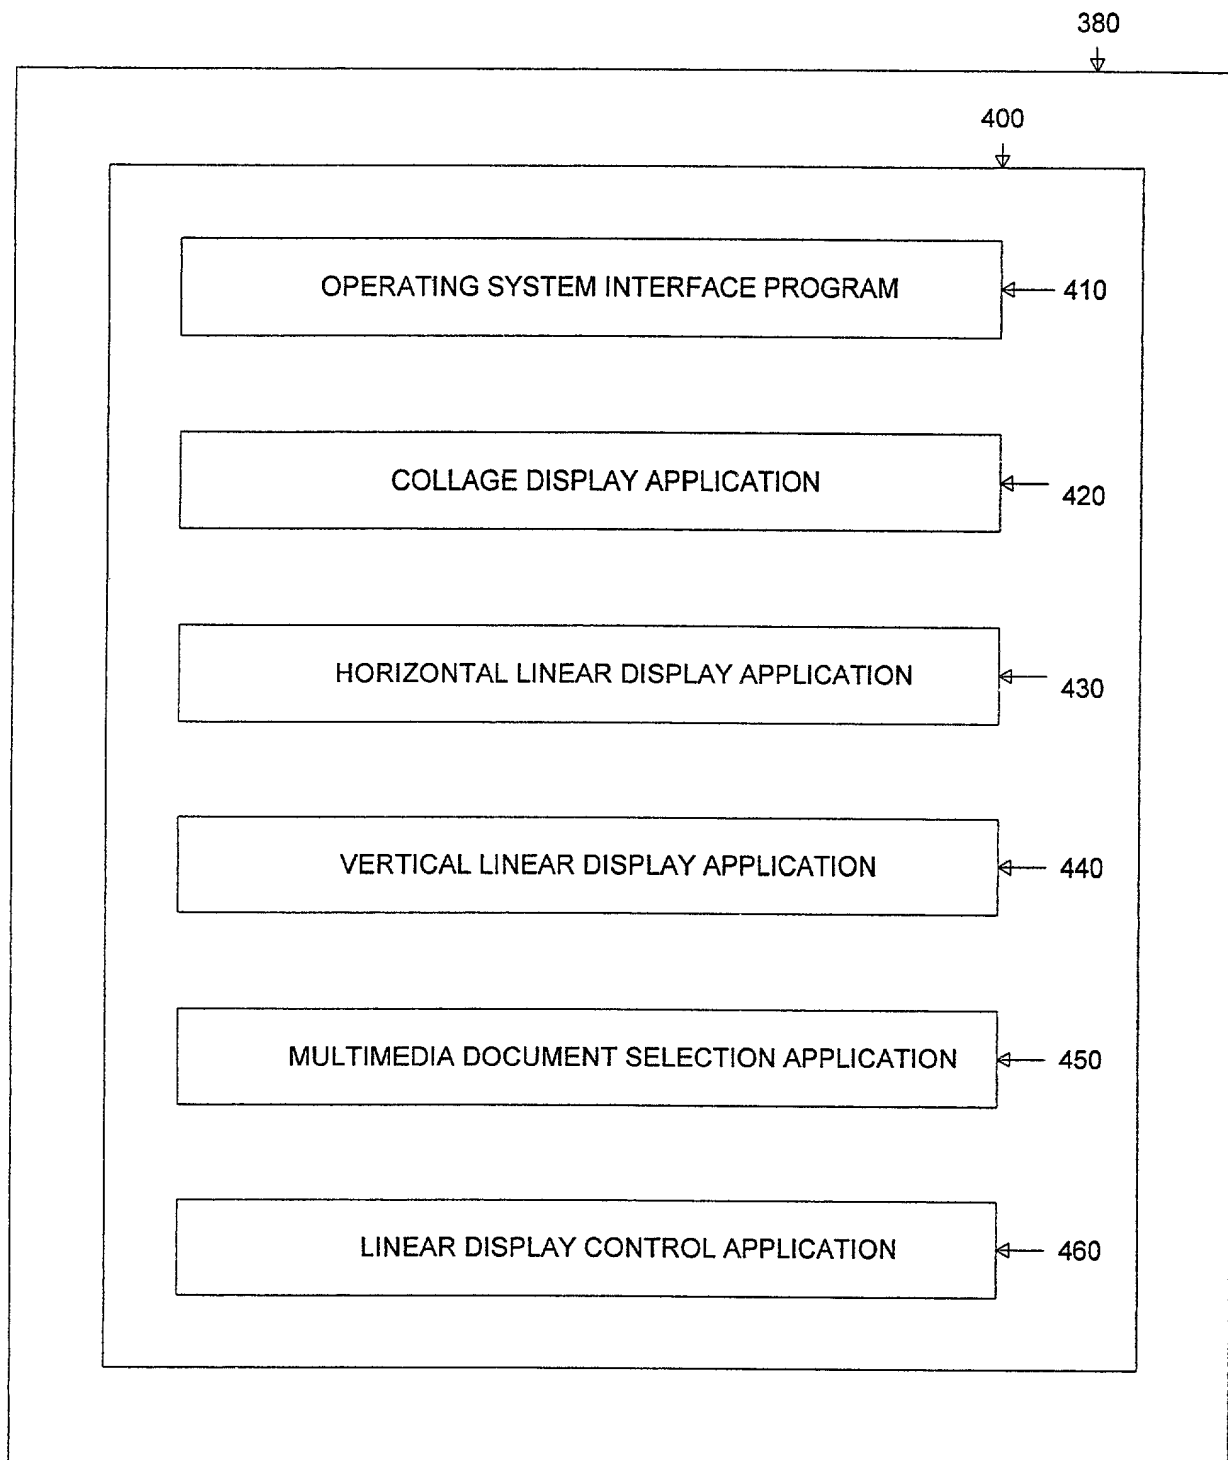 380
400
OPERATING SYSTEM INTERFACE PROGRAM 410
COLLAGE DISPLAY APPLICATION 420
HORIZONTAL LINEAR DISPLAY APPLICATION 430
VERTICAL LINEAR DISPLAY APPLICATION 440
MULTIMEDIA DOCUMENT SELECTION APPLICATION 450
LINEAR DISPLAY CONTROL APPLICATION 460